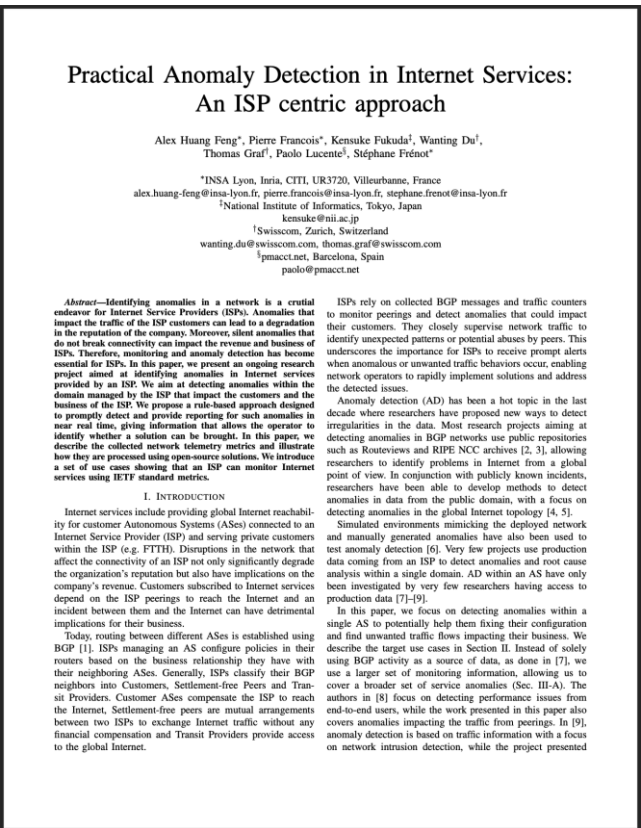 Practical Anomaly Detection in Internet Services:
An ISP centric approach
Alex Huang Feng*, Pierre Francois*, Kensuke Fukuda‡, Wanting Du†,
Thomas Graf†, Paolo Lucente§, Stéphane Frénot*
*INSA Lyon, Inria, CITI, UR3720, Villeurbanne, France
alex.huang-feng@insa-lyon.fr, pierre.francois@insa-lyon.fr, stephane.frenot@insa-lyon.fr
‡National Institute of Informatics, Tokyo, Japan
kensuke@nii.ac.jp
†Swisscom, Zurich, Switzerland
wanting.du@swisscom.com, thomas.graf@swisscom.com
§pmacct.net, Barcelona, Spain
paolo@pmacct.net
Abstract—Identifying anomalies in a network is a crutial
endeavor for Internet Service Providers (ISPs). Anomalies that
impact the traffic of the ISP customers can lead to a degradation
in the reputation of the company. Moreover, silent anomalies that
do not break connectivity can impact the revenue and business of
ISPs. Therefore, monitoring and anomaly detection has become
essential for ISPs. In this paper, we present an ongoing research
project aimed at identifying anomalies in Internet services
provided by an ISP. We aim at detecting anomalies within the
domain managed by the ISP that impact the customers and the
business of the ISP. We propose a rule-based approach designed
to promptly detect and provide reporting for such anomalies in
near real time, giving information that allows the operator to
identify whether a solution can be brought. In this paper, we
describe the collected network telemetry metrics and illustrate
how they are processed using open-source solutions. We introduce
a set of use cases showing that an ISP can monitor Internet
services using IETF standard metrics.
I. INTRODUCTION
Internet services include providing global Internet reachabil-
ity for customer Autonomous Systems (ASes) connected to an
Internet Service Provider (ISP) and serving private customers
within the ISP (e.g. FTTH). Disruptions in the network that
affect the connectivity of an ISP not only significantly degrade
the organization's reputation but also have implications on the
company's revenue. Customers subscribed to Internet services
depend on the ISP peerings to reach the Internet and an
incident between them and the Internet can have detrimental
implications for their business.
Today, routing between different ASes is established using
BGP [1]. ISPs managing an AS configure policies in their
routers based on the business relationship they have with
their neighboring ASes. Generally, ISPs classify their BGP
neighbors into Customers, Settlement-free Peers and Tran-
sit Providers. Customer ASes compensate the ISP to reach
the Internet, Settlement-free peers are mutual arrangements
between two ISPs to exchange Internet traffic without any
financial compensation and Transit Providers provide access
to the global Internet.
ISPs rely on collected BGP messages and traffic counters
to monitor peerings and detect anomalies that could impact
their customers. They closely supervise network traffic to
identify unexpected patterns or potential abuses by peers. This
underscores the importance for ISPs to receive prompt alerts
when anomalous or unwanted traffic behaviors occur, enabling
network operators to rapidly implement solutions and address
the detected issues.
Anomaly detection (AD) has been a hot topic in the last
decade where researchers have proposed new ways to detect
irregularities in the data. Most research projects aiming at
detecting anomalies in BGP networks use public repositories
such as Routeviews and RIPE NCC archives [2, 3], allowing
researchers to identify problems in Internet from a global
point of view. In conjunction with publicly known incidents,
researchers have been able to develop methods to detect
anomalies in data from the public domain, with a focus on
detecting anomalies in the global Internet topology [4, 5].
Simulated environments mimicking the deployed network
and manually generated anomalies have also been used to
test anomaly detection [6]. Very few projects use production
data coming from an ISP to detect anomalies and root cause
analysis within a single domain. AD within an AS have only
been investigated by very few researchers having access to
production data [7]–[9].
In this paper, we focus on detecting anomalies within a
single AS to potentially help them fixing their configuration
and find unwanted traffic flows impacting their business. We
describe the target use cases in Section II. Instead of solely
using BGP activity as a source of data, as done in [7], we
use a larger set of monitoring information, allowing us to
cover a broader set of service anomalies (Sec. III-A). The
authors in [8] focus on detecting performance issues from
end-to-end users, while the work presented in this paper also
covers anomalies impacting the traffic from peerings. In [9],
anomaly detection is based on traffic information with a focus
on network intrusion detection, while the project presented